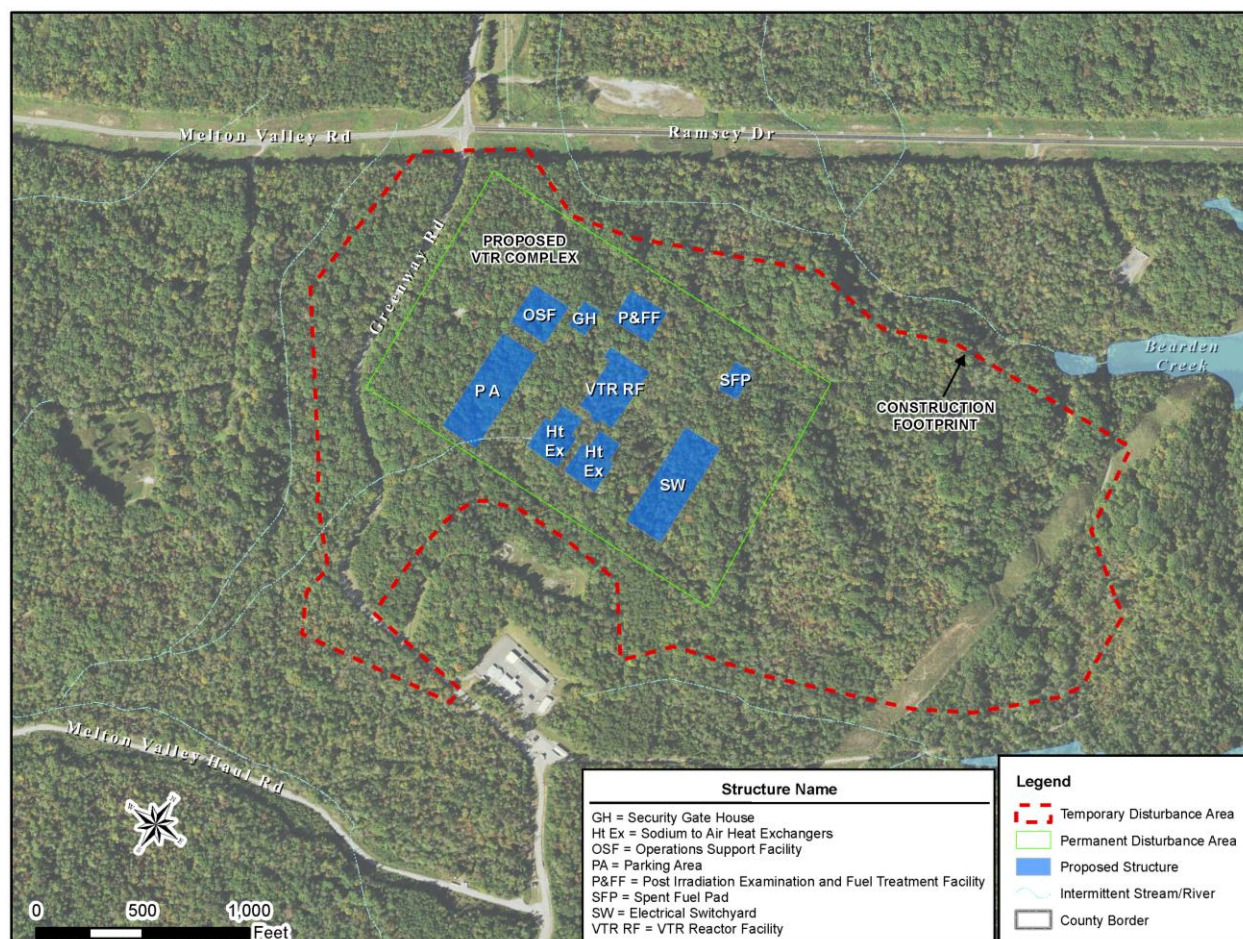 Melton Valley Rd
Ramsey Dr
Greenway Rd
PROPOSED
VTR COMPLEX
OSF
GH
P&FF
PA
VTR RF
SFP
Ht
Ex
Ht
Ex
SW
Bearden
Creek
CONSTRUCTION
FOOTPRINT
Melton Valley Haul Rd
N
W
E
S
0 500 1,000
Feet
Structure Name
GH = Security Gate House
Ht Ex = Sodium to Air Heat Exchangers
OSF = Operations Support Facility
PA = Parking Area
P&FF = Post Irradiation Examination and Fuel Treatment Facility
SFP = Spent Fuel Pad
SW = Electrical Switchyard
VTR RF = VTR Reactor Facility
Legend
Temporary Disturbance Area
Permanent Disturbance Area
Proposed Structure
Intermittent Stream/River
County Border